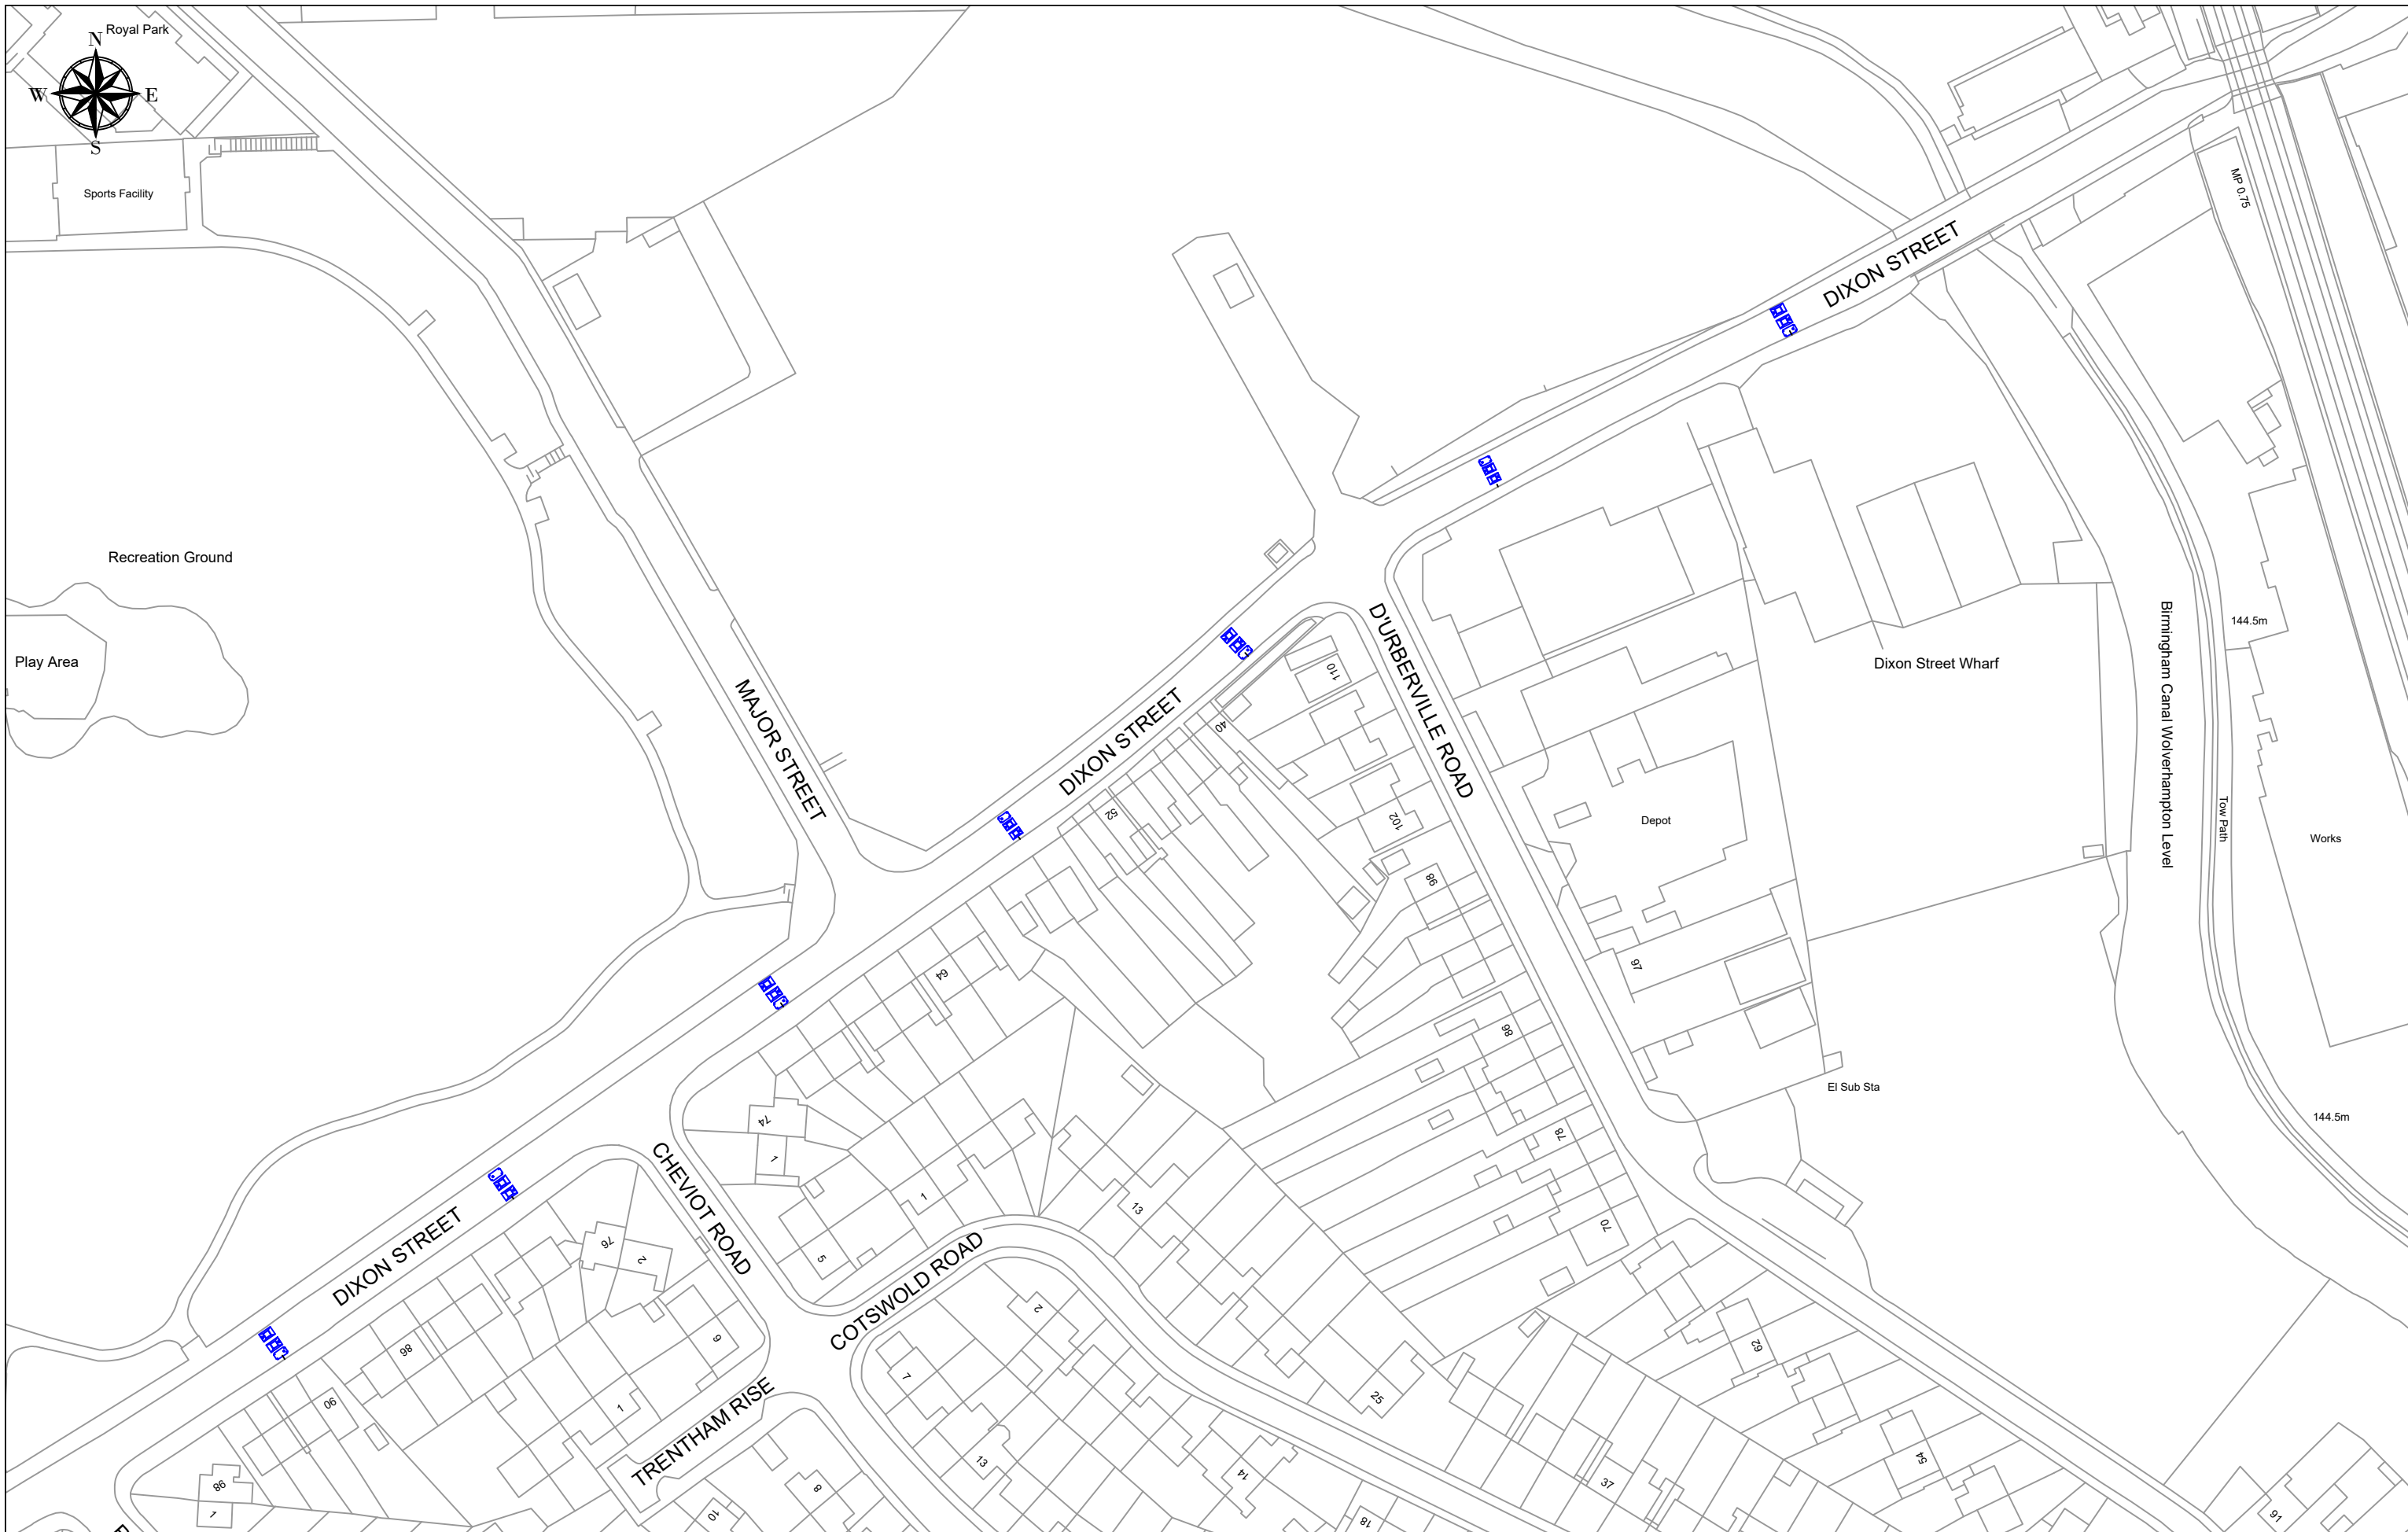 Royal Park
N
W
E
S
Sports Facility
MP 0.75
DIXON STREET
Recreation Ground
Play Area
MAJOR STREET
DIXON STREET
D'URBERVILLE ROAD
Dixon Street Wharf
144.5m
Birmingham Canal Wolverhampton Level
Tow Path
Works
Depot
110
40
52
102
98
64
97
86
El Sub Sta
144.5m
78
70
74
1
1
5
13
CHEVIOT ROAD
COTSWOLD ROAD
DIXON STREET
76
2
9
86
90
1
98
1
TRENTHAM RISE
2
7
13
25
14
8
10
18
37
62
54
91